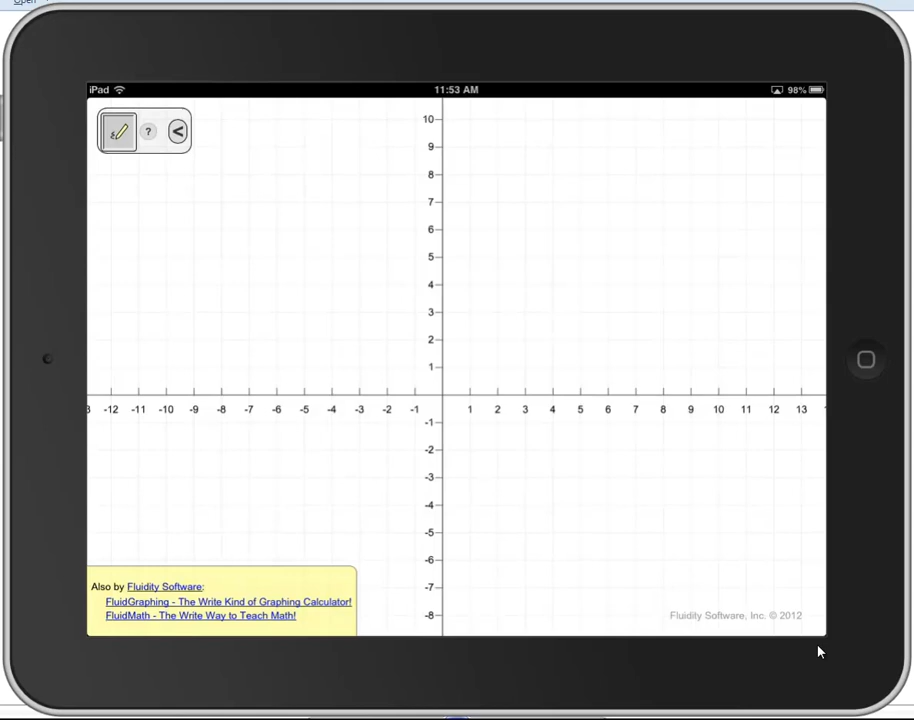 Open
iPad 11:53 AM 98%
? <
10
9
8
7
6
5
4
3
2
1
-12 -11 -10 -9 -8 -7 -6 -5 -4 -3 -2 -1 1 2 3 4 5 6 7 8 9 10 11 12 13
-1
-2
-3
-4
-5
-6
-7
-8
Also by Fluidity Software:
FluidGraphing - The Write Kind of Graphing Calculator!
FluidMath - The Write Way to Teach Math!
Fluidity Software, Inc. © 2012